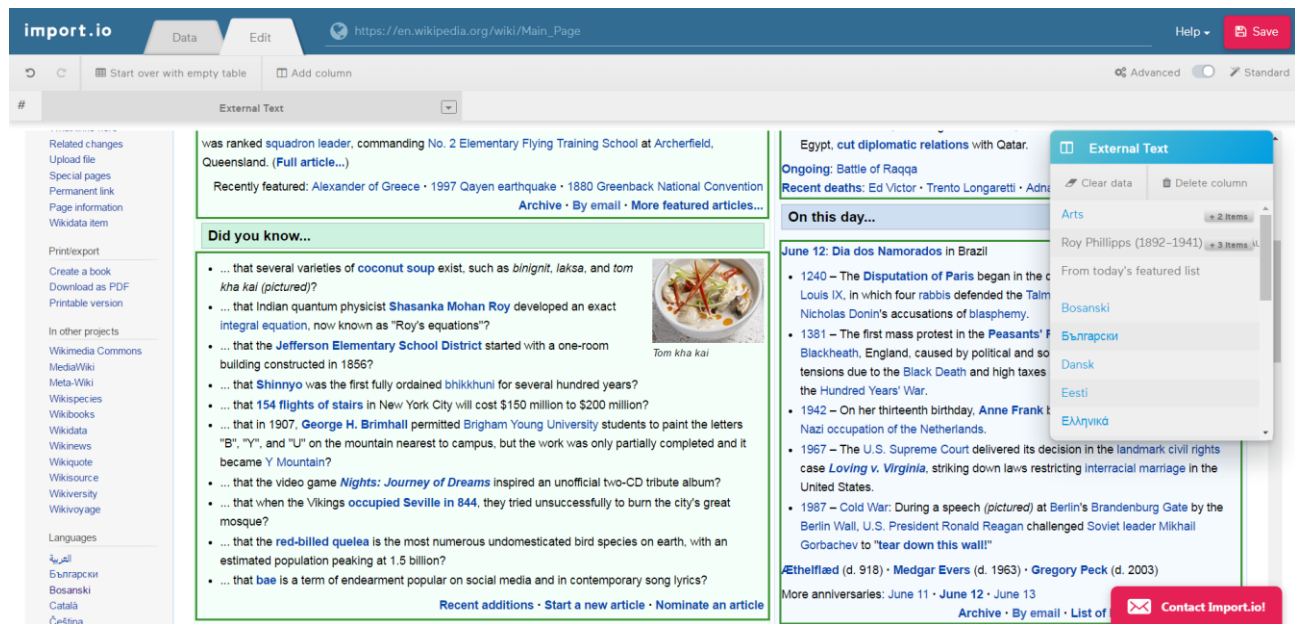 import.io
Data
Edit
https://en.wikipedia.org/wiki/Main_Page
Help
Save
Start over with empty table
Add column
Advanced
Standard
#
External Text
Related changes
Upload file
Special pages
Permanent link
Page information
Wikidata item
Print/export
Create a book
Download as PDF
Printable version
In other projects
Wikimedia Commons
MediaWiki
Meta-Wiki
Wikispecies
Wikibooks
Wikidata
Wikinews
Wikiquote
Wikisource
Wikiversity
Wikivoyage
Languages
العربية
Български
Bosanski
Català
Čeština
was ranked squadron leader, commanding No. 2 Elementary Flying Training School at Archerfield,
Queensland. (Full article...)
Recently featured: Alexander of Greece · 1997 Qayen earthquake · 1880 Greenback National Convention
Archive · By email · More featured articles...
Did you know...
• ... that several varieties of coconut soup exist, such as binignit, laksa, and tom
kha kai (pictured)?
• ... that Indian quantum physicist Shasanka Mohan Roy developed an exact
integral equation, now known as "Roy's equations"?
• ... that the Jefferson Elementary School District started with a one-room
building constructed in 1856?
Tom kha kai
• ... that Shinnyo was the first fully ordained bhikkhuni for several hundred years?
• ... that 154 flights of stairs in New York City will cost $150 million to $200 million?
• ... that in 1907, George H. Brimhall permitted Brigham Young University students to paint the letters
"B", "Y", and "U" on the mountain nearest to campus, but the work was only partially completed and it
became Y Mountain?
• ... that the video game Nights: Journey of Dreams inspired an unofficial two-CD tribute album?
• ... that when the Vikings occupied Seville in 844, they tried unsuccessfully to burn the city's great
mosque?
• ... that the red-billed quelea is the most numerous undomesticated bird species on earth, with an
estimated population peaking at 1.5 billion?
• ... that bae is a term of endearment popular on social media and in contemporary song lyrics?
Recent additions · Start a new article · Nominate an article
Egypt, cut diplomatic relations with Qatar.
Ongoing: Battle of Raqqa
Recent deaths: Ed Victor · Trento Longaretti ·
On this day...
June 12: Dia dos Namorados in Brazil
• 1240 – The Disputation of Paris began in the
Louis IX, in which four rabbis defended the
Nicholas Donin's accusations of blasphemy.
• 1381 – The first mass protest in the Peasants'
Blackheath, England, caused by political and
tensions due to the Black Death and high taxes
the Hundred Years' War.
• 1942 – On her thirteenth birthday, Anne Frank
Nazi occupation of the Netherlands.
• 1967 – The U.S. Supreme Court delivered its decision in the landmark civil rights
case Loving v. Virginia, striking down laws restricting interracial marriage in the
United States.
• 1987 – Cold War: During a speech (pictured) at Berlin's Brandenburg Gate by the
Berlin Wall, U.S. President Ronald Reagan challenged Soviet leader Mikhail
Gorbachev to "tear down this wall!"
Æthelflæd (d. 918) · Medgar Evers (d. 1963) · Gregory Peck (d. 2003)
More anniversaries: June 11 · June 12 · June 13
Archive · By email · List of
External Text
Clear data
Delete column
Arts
+ 2 Items
Roy Phillipps (1892–1941)
+ 3 Items
From today's featured list
Bosanski
Български
Dansk
Eesti
Ελληνικά
Contact Import.io!